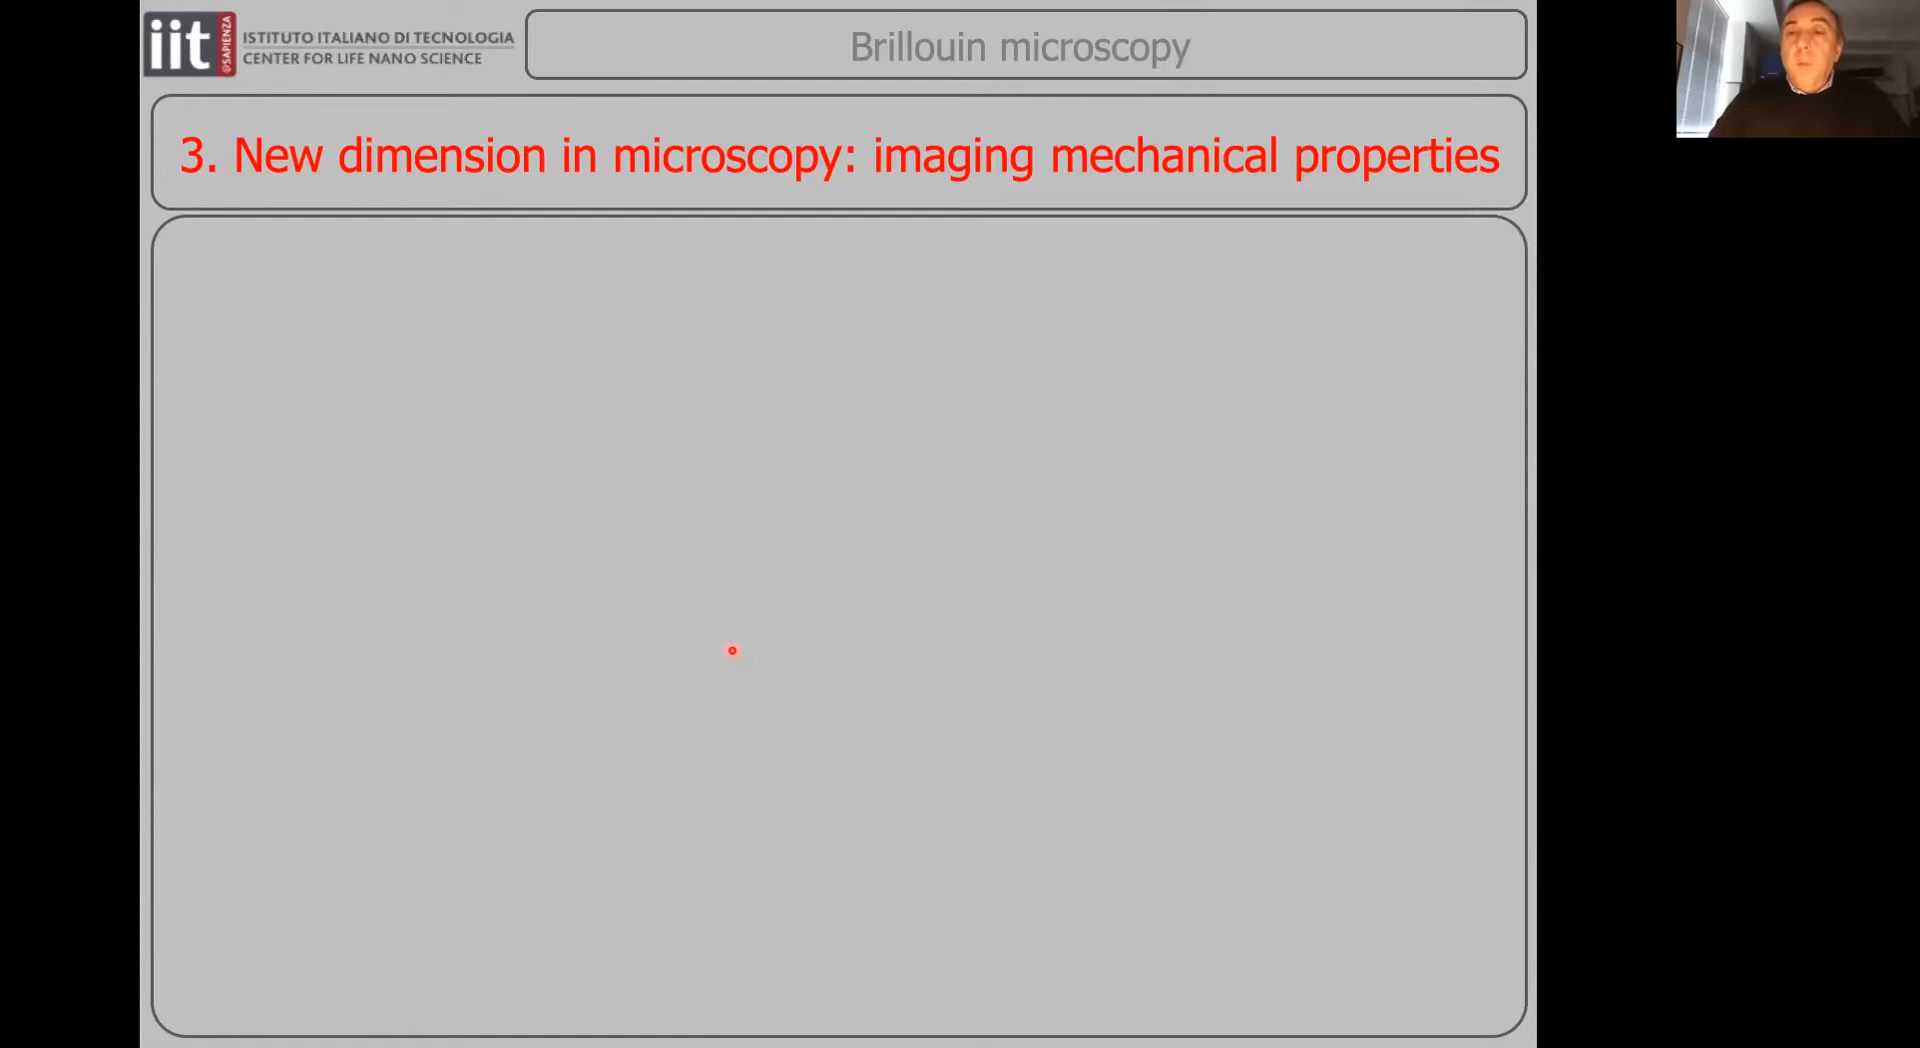 iit
@SAPIENZA
ISTITUTO ITALIANO DI TECNOLOGIA
CENTER FOR LIFE NANO SCIENCE
Brillouin microscopy
3. New dimension in microscopy: imaging mechanical properties